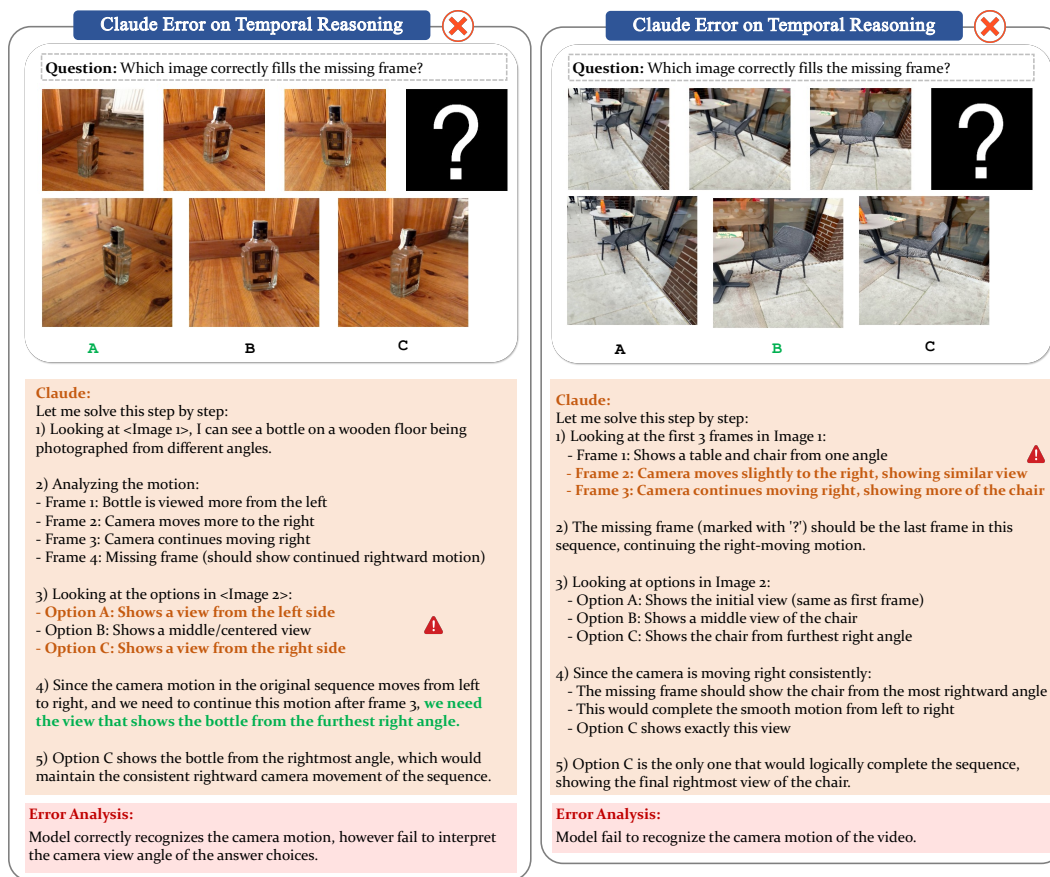 Claude Error on Temporal Reasoning
Question: Which image correctly fills the missing frame?
?
A
B
C
Claude:
Let me solve this step by step:
1) Looking at <Image 1>, I can see a bottle on a wooden floor being
photographed from different angles.
2) Analyzing the motion:
- Frame 1: Bottle is viewed more from the left
- Frame 2: Camera moves more to the right
- Frame 3: Camera continues moving right
- Frame 4: Missing frame (should show continued rightward motion)
3) Looking at the options in <Image 2>:
- Option A: Shows a view from the left side
- Option B: Shows a middle/centered view
- Option C: Shows a view from the right side
4) Since the camera motion in the original sequence moves from left
to right, and we need to continue this motion after frame 3, we need
the view that shows the bottle from the furthest right angle.
5) Option C shows the bottle from the rightmost angle, which would
maintain the consistent rightward camera movement of the sequence.
Error Analysis:
Model correctly recognizes the camera motion, however fail to interpret
the camera view angle of the answer choices.
Claude Error on Temporal Reasoning
Question: Which image correctly fills the missing frame?
?
A
B
C
Claude:
Let me solve this step by step:
1) Looking at the first 3 frames in Image 1:
- Frame 1: Shows a table and chair from one angle
- Frame 2: Camera moves slightly to the right, showing similar view
- Frame 3: Camera continues moving right, showing more of the chair
2) The missing frame (marked with '?') should be the last frame in this
sequence, continuing the right-moving motion.
3) Looking at options in Image 2:
- Option A: Shows the initial view (same as first frame)
- Option B: Shows a middle view of the chair
- Option C: Shows the chair from furthest right angle
4) Since the camera is moving right consistently:
- The missing frame should show the chair from the most rightward angle
- This would complete the smooth motion from left to right
- Option C shows exactly this view
5) Option C is the only one that would logically complete the sequence,
showing the final rightmost view of the chair.
Error Analysis:
Model fail to recognize the camera motion of the video.